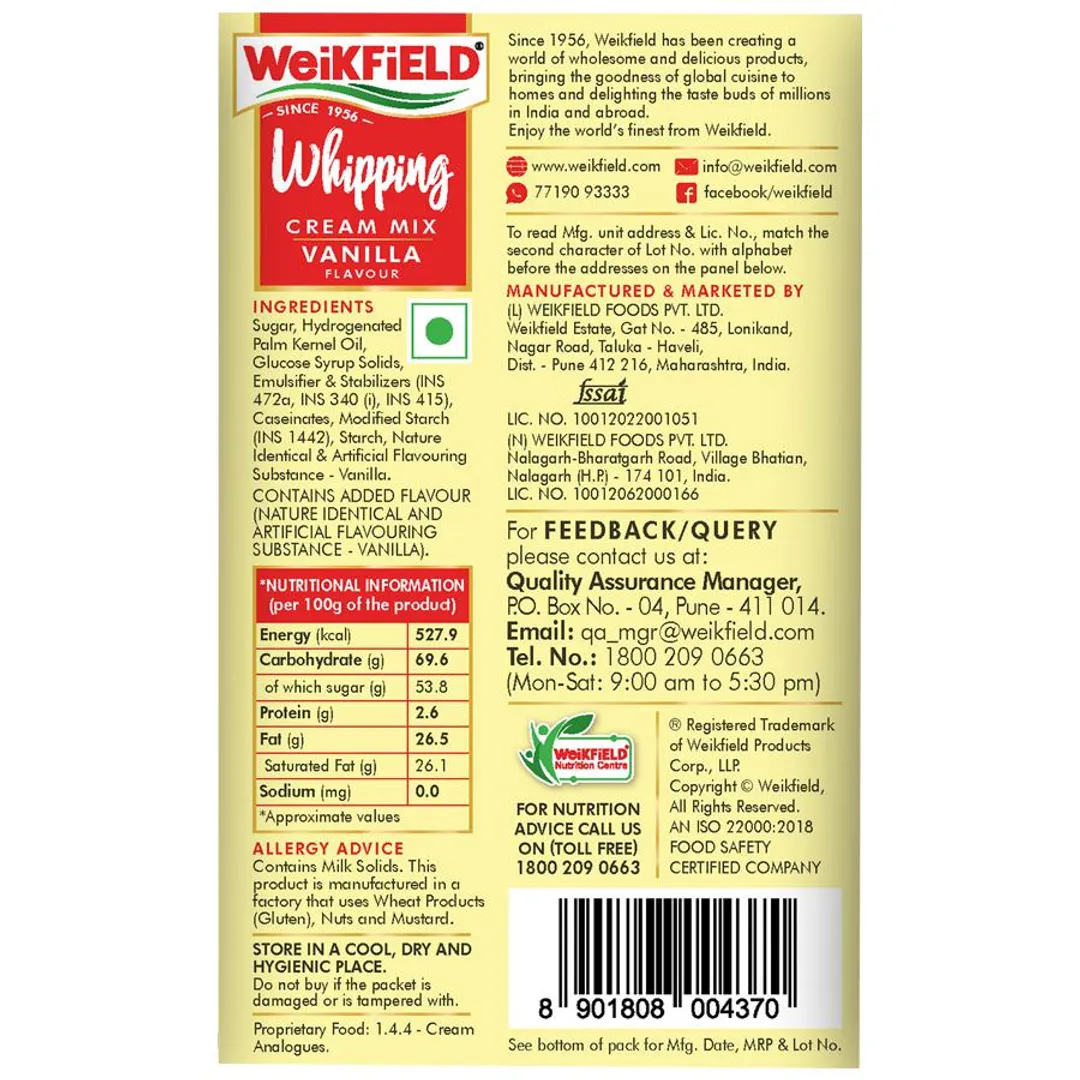 WEIKFIELD
SINCE 1956
Whipping
CREAM MIX
VANILLA
FLAVOUR
INGREDIENTS
Sugar, Hydrogenated
Palm Kernel Oil,
Glucose Syrup Solids,
Emulsifier & Stabilizers (INS
472a, INS 340 (i), INS 415),
Caseinates, Modified Starch
(INS 1442), Starch, Nature
Identical & Artificial Flavouring
Substance - Vanilla.
CONTAINS ADDED FLAVOUR
(NATURE IDENTICAL AND
ARTIFICIAL FLAVOURING
SUBSTANCE - VANILLA).
*NUTRITIONAL INFORMATION
(per 100g of the product)
Energy (kcal) 527.9
Carbohydrate (g) 69.6
of which sugar (g) 53.8
Protein (g) 2.6
Fat (g) 26.5
Saturated Fat (g) 26.1
Sodium (mg) 0.0
*Approximate values
ALLERGY ADVICE
Contains Milk Solids. This
product is manufactured in a
factory that uses Wheat Products
(Gluten), Nuts and Mustard.
STORE IN A COOL, DRY AND
HYGIENIC PLACE.
Do not buy if the packet is
damaged or is tampered with.
Proprietary Food: 1.4.4 - Cream
Analogues.
Since 1956, Weikfield has been creating a
world of wholesome and delicious products,
bringing the goodness of global cuisine to
homes and delighting the taste buds of millions
in India and abroad.
Enjoy the world's finest from Weikfield.
www.weikfield.com info@weikfield.com
77190 93333 facebook/weikfield
To read Mfg. unit address & Lic. No., match the
second character of Lot No. with alphabet
before the addresses on the panel below.
MANUFACTURED & MARKETED BY
(L) WEIKFIELD FOODS PVT. LTD.
Weikfield Estate, Gat No. - 485, Lonikand,
Nagar Road, Taluka - Haveli,
Dist. - Pune 412 216, Maharashtra, India.
fssai
LIC. NO. 10012022001051
(N) WEIKFIELD FOODS PVT. LTD.
Nalagarh-Bharatgarh Road, Village Bhatian,
Nalagarh (H.P.) - 174 101, India.
LIC. NO. 10012062000166
For FEEDBACK/QUERY
please contact us at:
Quality Assurance Manager,
P.O. Box No. - 04, Pune - 411 014.
Email: qa_mgr@weikfield.com
Tel. No.: 1800 209 0663
(Mon-Sat: 9:00 am to 5:30 pm)
WEIKFIELD
Nutrition Centre
FOR NUTRITION
ADVICE CALL US
ON (TOLL FREE)
1800 209 0663
® Registered Trademark
of Weikfield Products
Corp., LLP.
Copyright © Weikfield,
All Rights Reserved.
AN ISO 22000:2018
FOOD SAFETY
CERTIFIED COMPANY
8 901808 004370
See bottom of pack for Mfg. Date, MRP & Lot No.